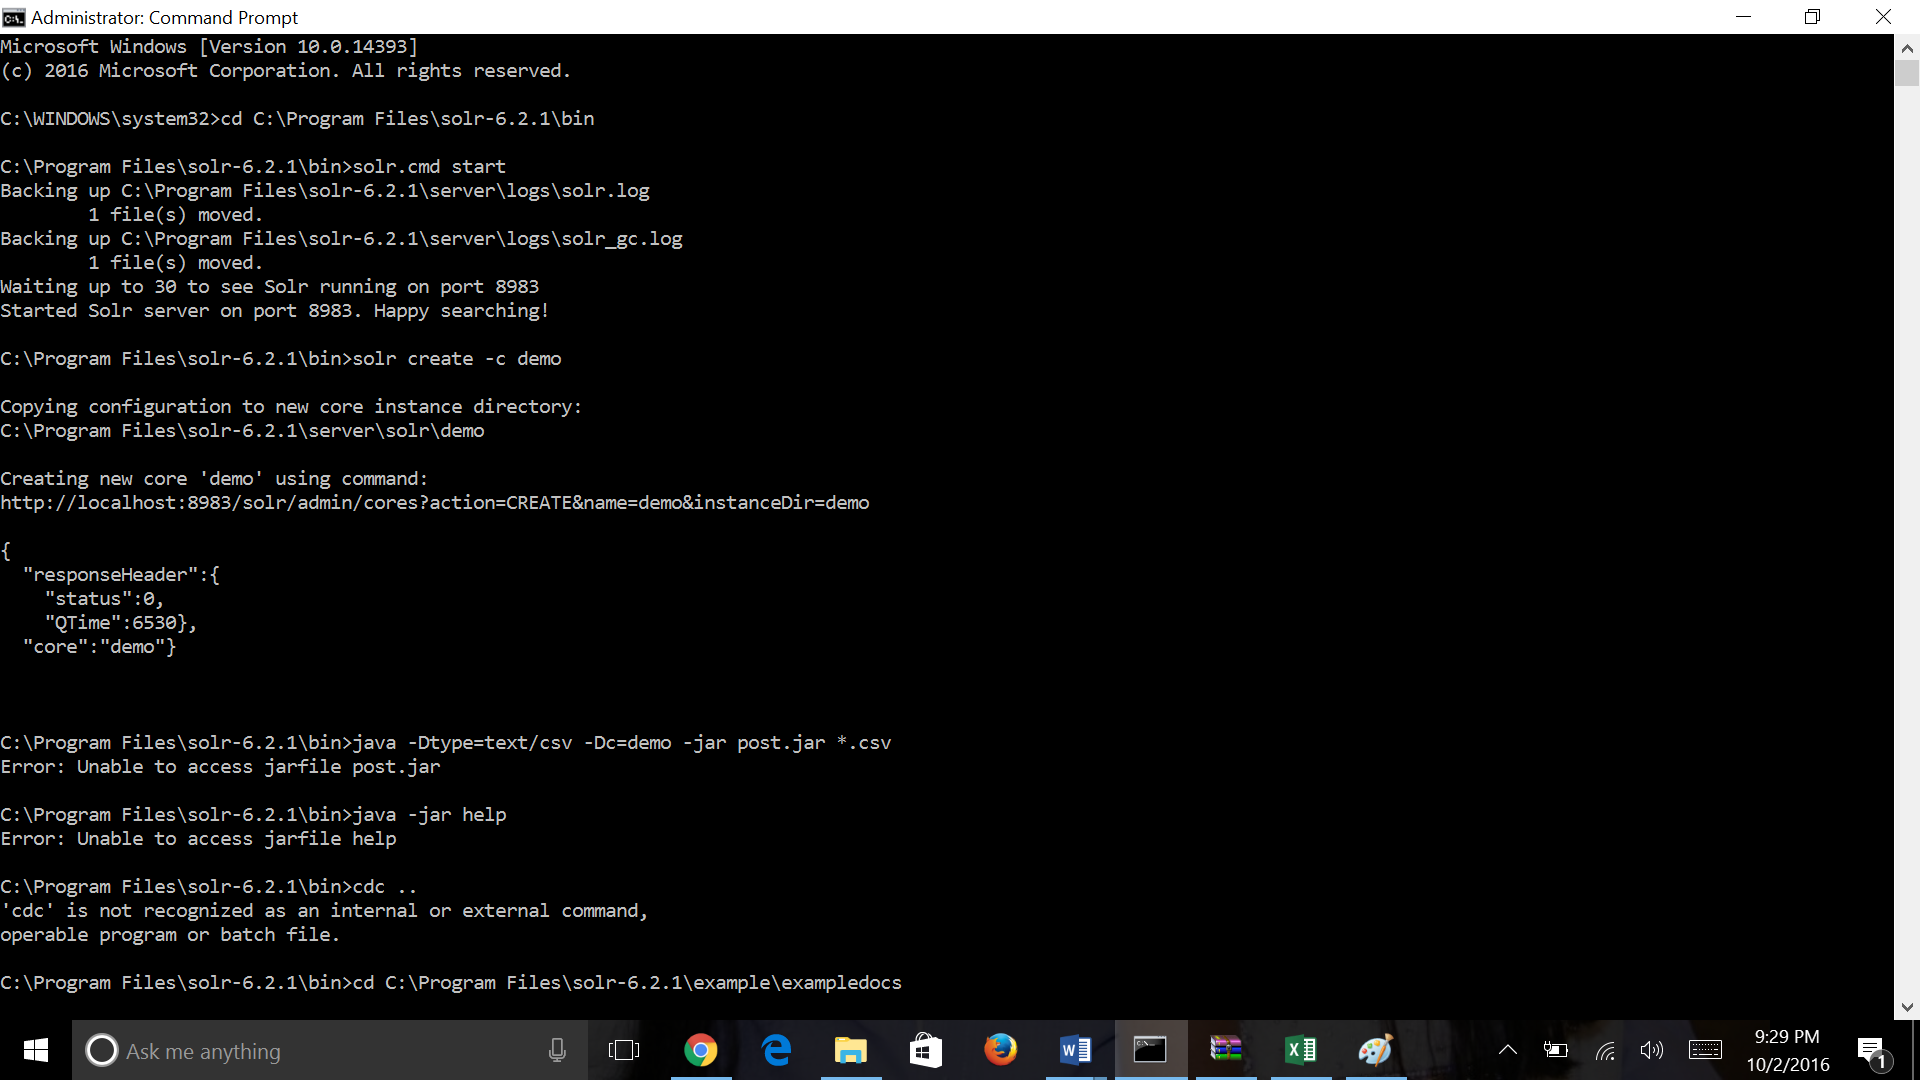 Administrator: Command Prompt
Microsoft Windows [Version 10.0.14393]
(c) 2016 Microsoft Corporation. All rights reserved.
C:\WINDOWS\system32>cd C:\Program Files\solr-6.2.1\bin
C:\Program Files\solr-6.2.1\bin>solr.cmd start
Backing up C:\Program Files\solr-6.2.1\server\logs\solr.log
        1 file(s) moved.
Backing up C:\Program Files\solr-6.2.1\server\logs\solr_gc.log
        1 file(s) moved.
Waiting up to 30 to see Solr running on port 8983
Started Solr server on port 8983. Happy searching!
C:\Program Files\solr-6.2.1\bin>solr create -c demo
Copying configuration to new core instance directory:
C:\Program Files\solr-6.2.1\server\solr\demo
Creating new core 'demo' using command:
http://localhost:8983/solr/admin/cores?action=CREATE&name=demo&instanceDir=demo
{
  "responseHeader":{
    "status":0,
    "QTime":6530},
  "core":"demo"}
C:\Program Files\solr-6.2.1\bin>java -Dtype=text/csv -Dc=demo -jar post.jar *.csv
Error: Unable to access jarfile post.jar
C:\Program Files\solr-6.2.1\bin>java -jar help
Error: Unable to access jarfile help
C:\Program Files\solr-6.2.1\bin>cdc ..
'cdc' is not recognized as an internal or external command,
operable program or batch file.
C:\Program Files\solr-6.2.1\bin>cd C:\Program Files\solr-6.2.1\example\exampledocs
Ask me anything
9:29 PM
10/2/2016
1